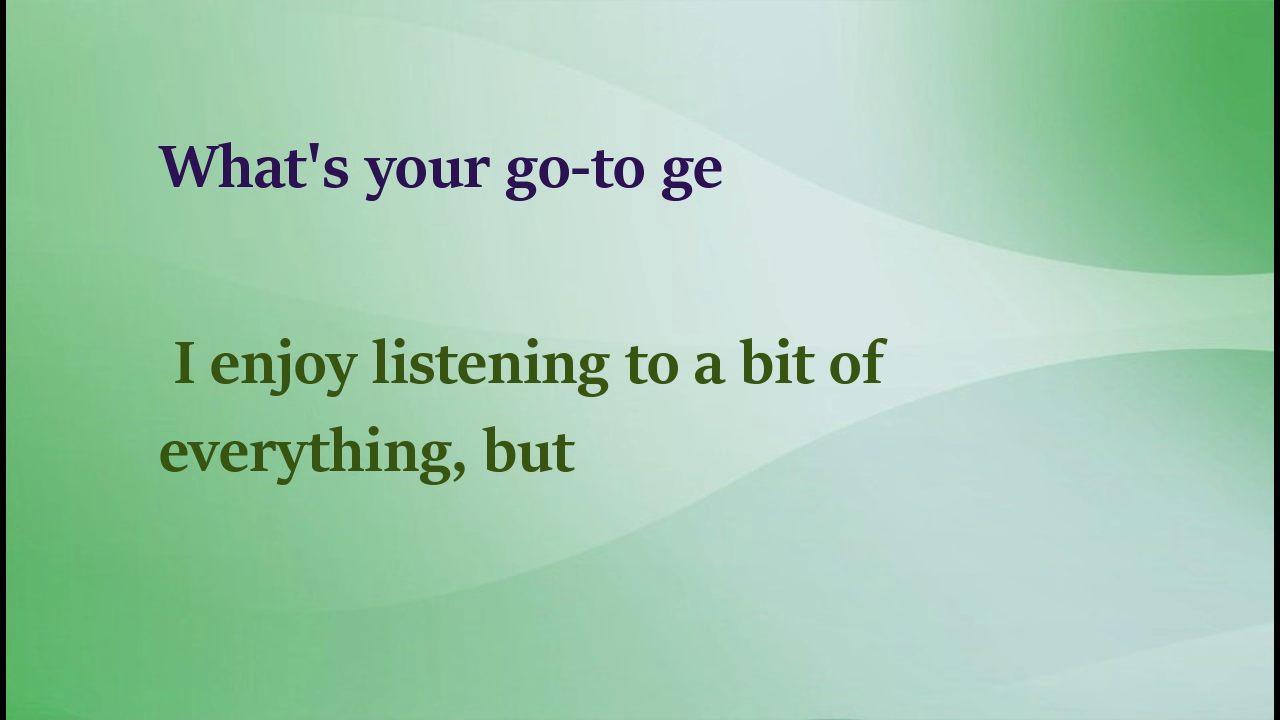 What's your go-to ge
I enjoy listening to a bit of
everything, but